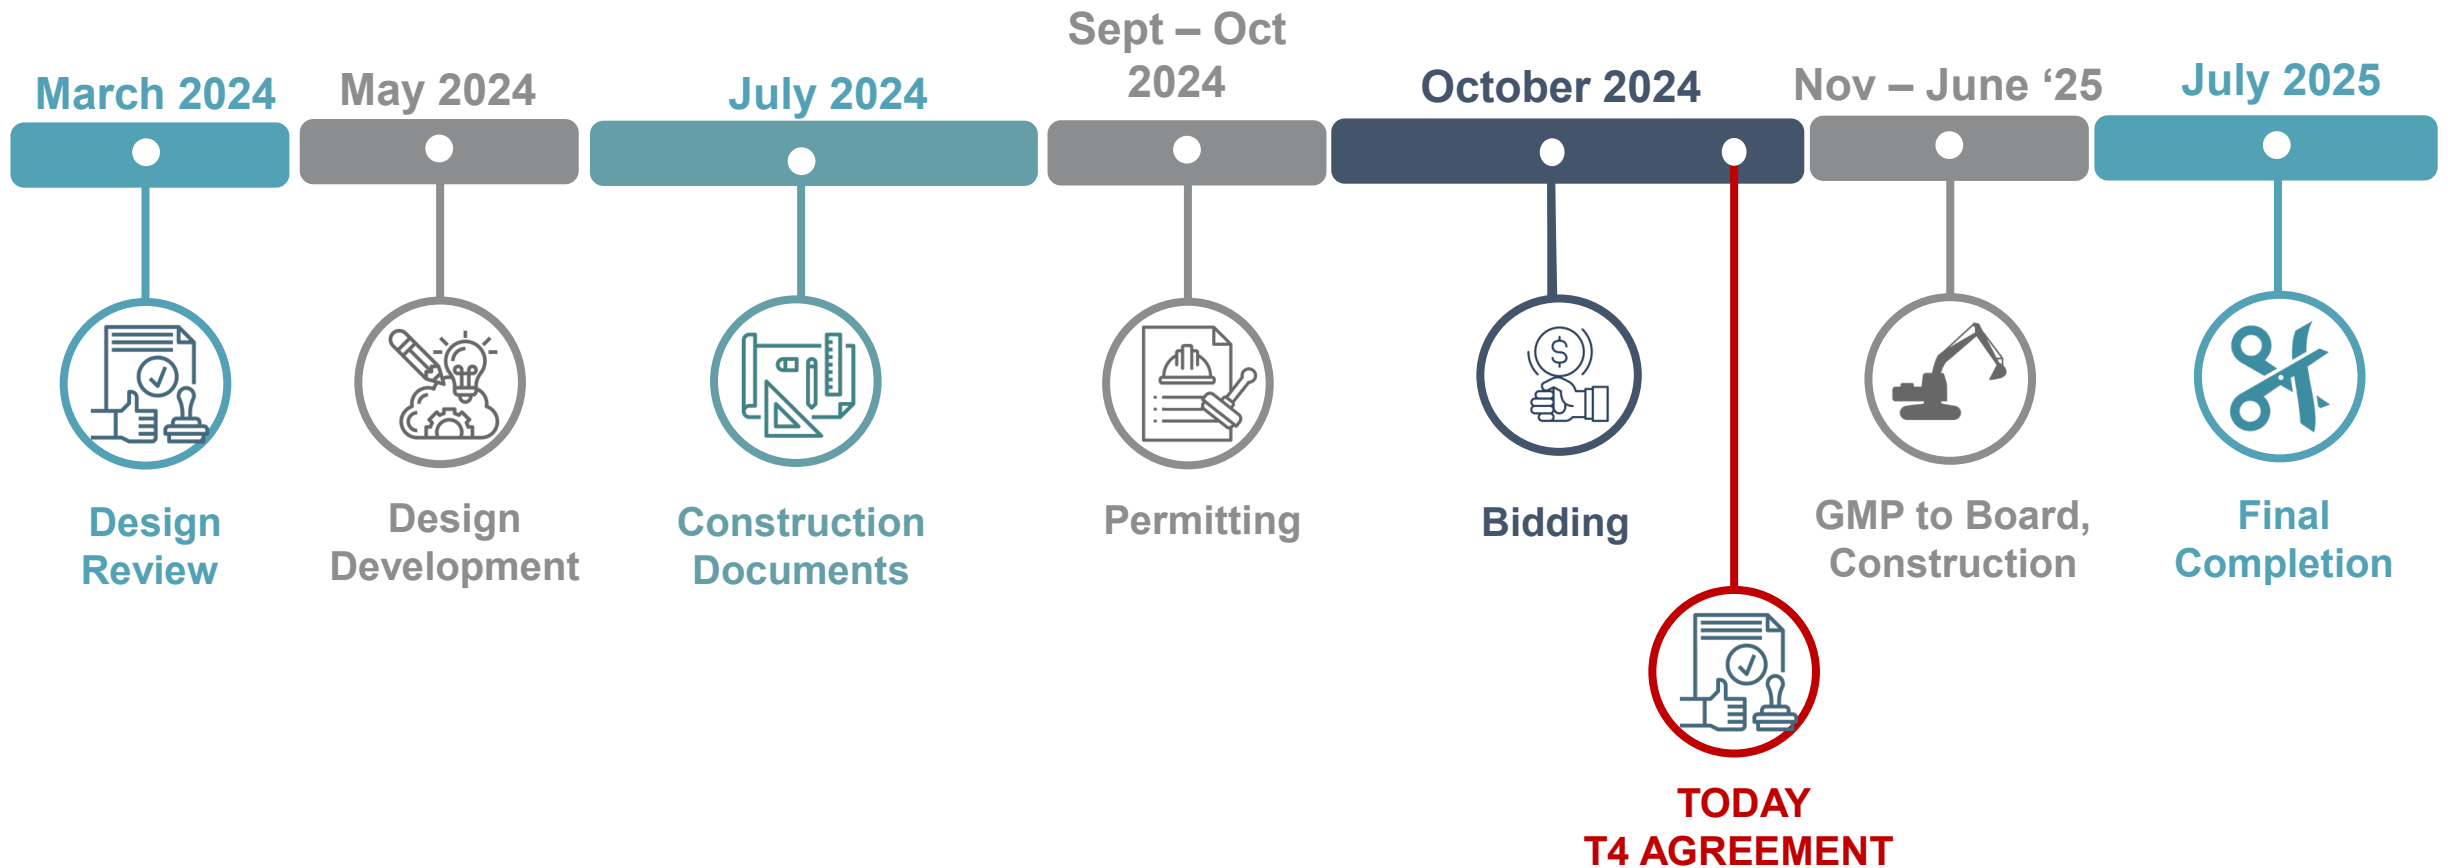 March 2024
May 2024
July 2024
Sept – Oct
2024
October 2024
Nov – June ‘25
July 2025
$
Design
Review
Design
Development
Construction
Documents
Permitting
Bidding
GMP to Board,
Construction
Final
Completion
TODAY
T4 AGREEMENT